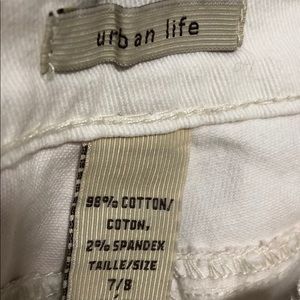 urban life
98% COTTON/
COTON,
2% SPANDEX
TAILLE/SIZE
7/8